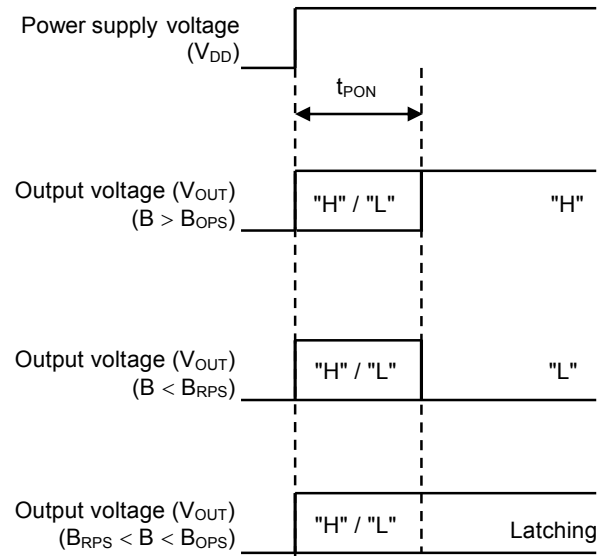 Power supply voltage
(VDD)
tPON
Output voltage (VOUT)
(B > BOPS)
"H" / "L"
"H"
Output voltage (VOUT)
(B < BRPS)
"H" / "L"
"L"
Output voltage (VOUT)
(BRPS < B < BOPS)
"H" / "L"
Latching